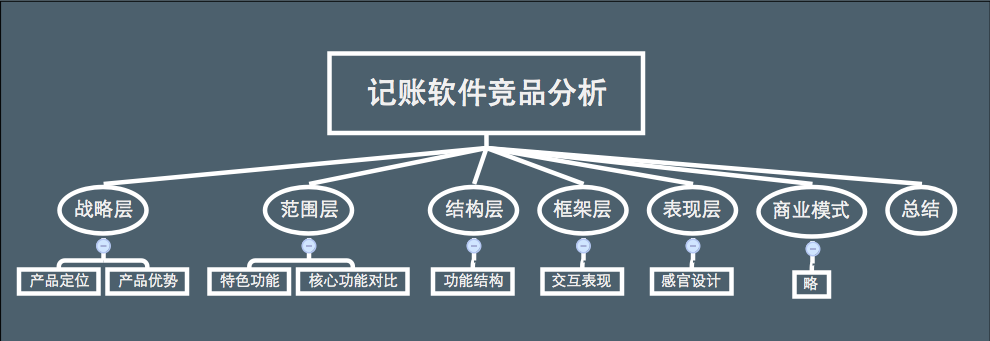 记账软件竞品分析
战略层
范围层
结构层
框架层
表现层
商业模式
总结
产品定位
产品优势
特色功能
核心功能对比
功能结构
交互表现
感官设计
略